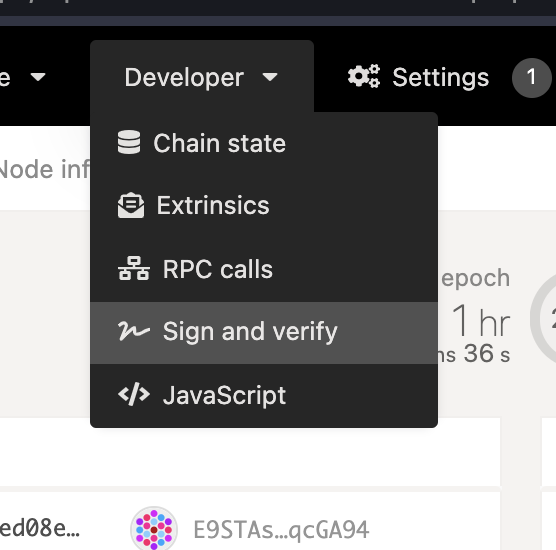 Developer
Settings
1
Chain state
Node inf
Extrinsics
RPC calls
epoch
1 hr
Sign and verify
36 s
JavaScript
ed08e...
E9STAs...qcGA94